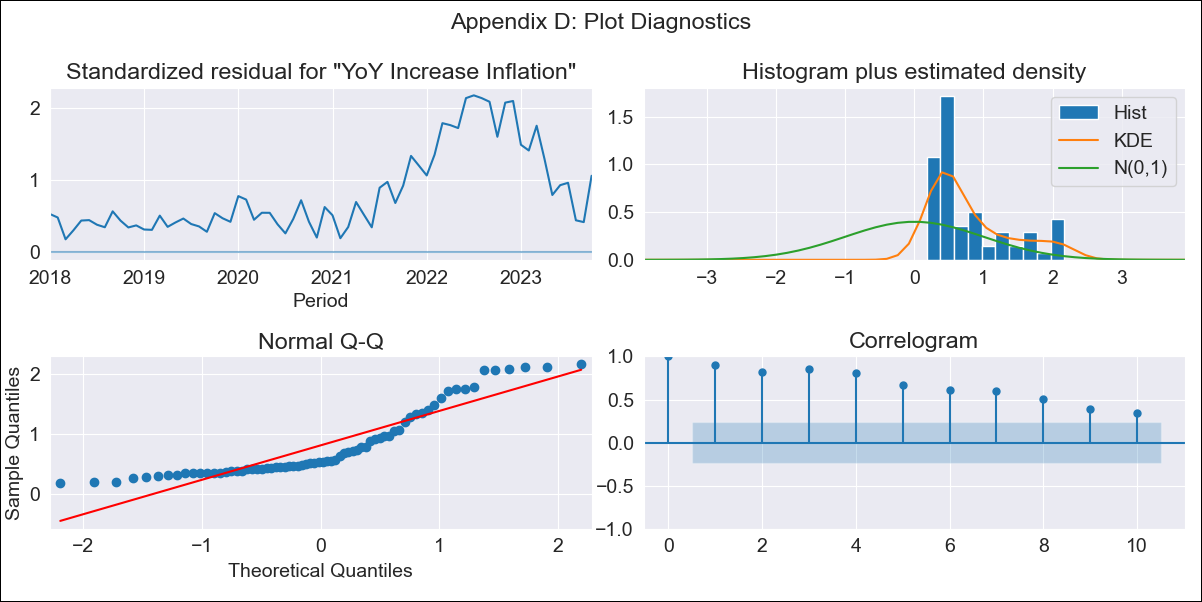 Appendix D: Plot Diagnostics
Standardized residual for "YoY Increase Inflation"
2
1
0
2018 2019 2020 2021 2022 2023
Period
Histogram plus estimated density
1.5
1.0
0.5
0.0
−3 −2 −1 0 1 2 3
Hist
KDE
N(0,1)
Normal Q-Q
Sample Quantiles
2
1
0
−2 −1 0 1 2
Theoretical Quantiles
Correlogram
1.0
0.5
0.0
−0.5
−1.0
0 2 4 6 8 10